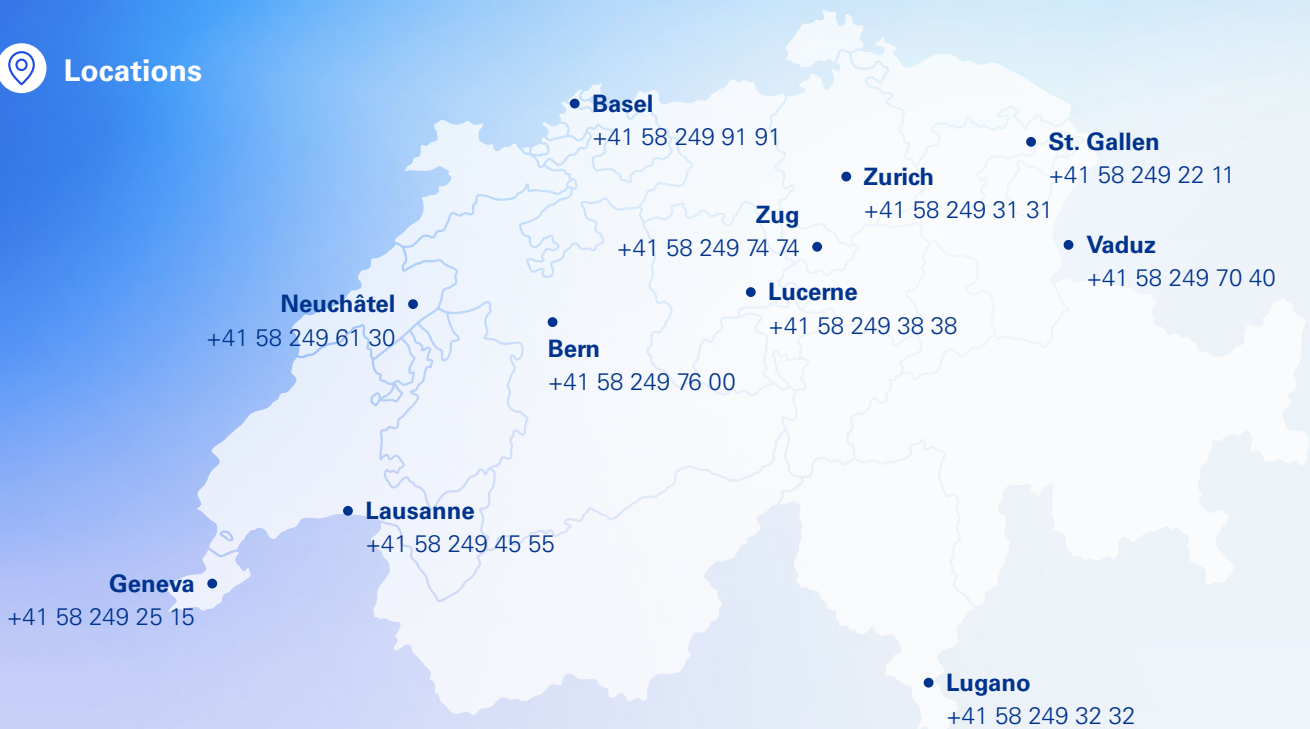 Locations
Basel
+41 58 249 91 91
St. Gallen
+41 58 249 22 11
Zurich
+41 58 249 31 31
Zug
+41 58 249 74 74
Vaduz
+41 58 249 70 40
Lucerne
+41 58 249 38 38
Neuchâtel
+41 58 249 61 30
Bern
+41 58 249 76 00
Lausanne
+41 58 249 45 55
Geneva
+41 58 249 25 15
Lugano
+41 58 249 32 32